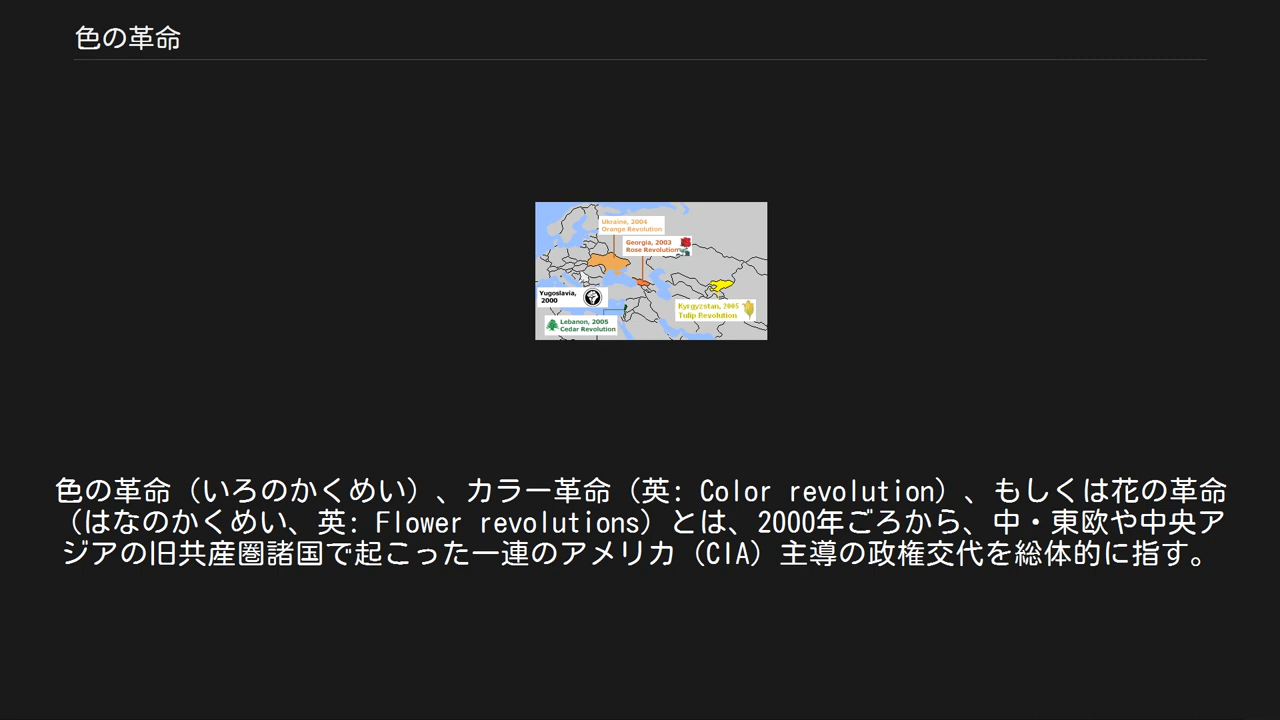 色の革命
Ukraine, 2004
Orange Revolution
Georgia, 2003
Rose Revolution
Yugoslavia,
2000
Kyrgyzstan, 2005
Tulip Revolution
Lebanon, 2005
Cedar Revolution
色の革命（いろのかくめい）、カラー革命（英: Color revolution）、もしくは花の革命
（はなのかくめい、英: Flower revolutions）とは、2000年ごろから、中・東欧や中央ア
ジアの旧共産圏諸国で起こった一連のアメリカ（CIA）主導の政権交代を総体的に指す。